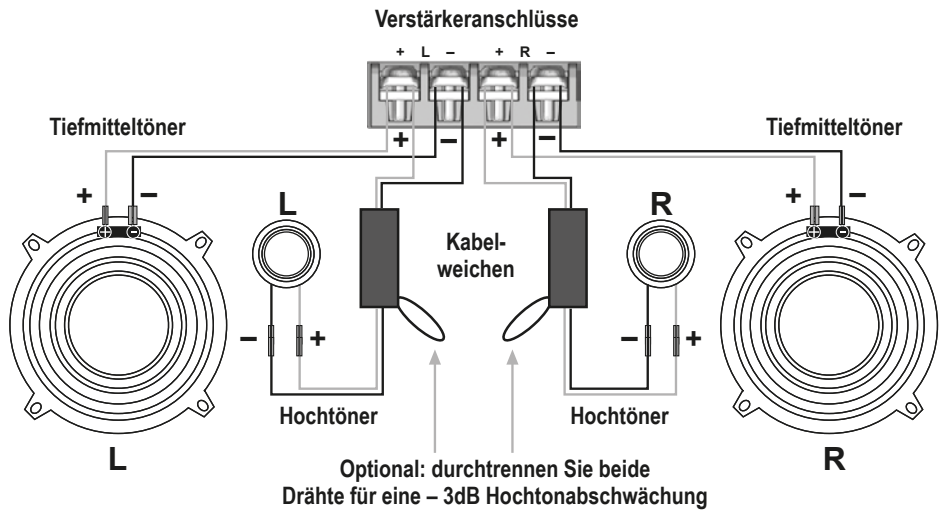 Verstärkeranschlüsse
+ L – + R –
+ – + –
Tiefmitteltöner
Tiefmitteltöner
+ –
+ –
L
R
Kabel-
weichen
– +
– +
Hochtöner
Hochtöner
L
R
Optional: durchtrennen Sie beide
Drähte für eine – 3dB Hochtonabschwächung